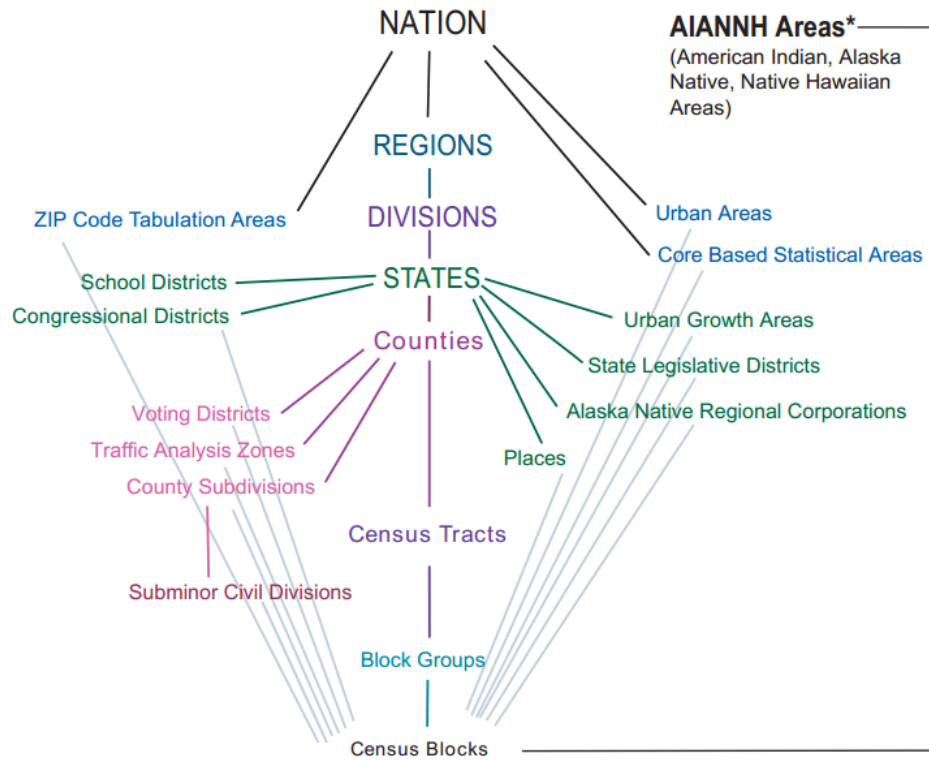 NATION
AIANNH Areas*
(American Indian, Alaska
Native, Native Hawaiian
Areas)
REGIONS
ZIP Code Tabulation Areas
DIVISIONS
Urban Areas
Core Based Statistical Areas
School Districts
STATES
Congressional Districts
Urban Growth Areas
Counties
State Legislative Districts
Voting Districts
Alaska Native Regional Corporations
Traffic Analysis Zones
Places
County Subdivisions
Census Tracts
Subminor Civil Divisions
Block Groups
Census Blocks